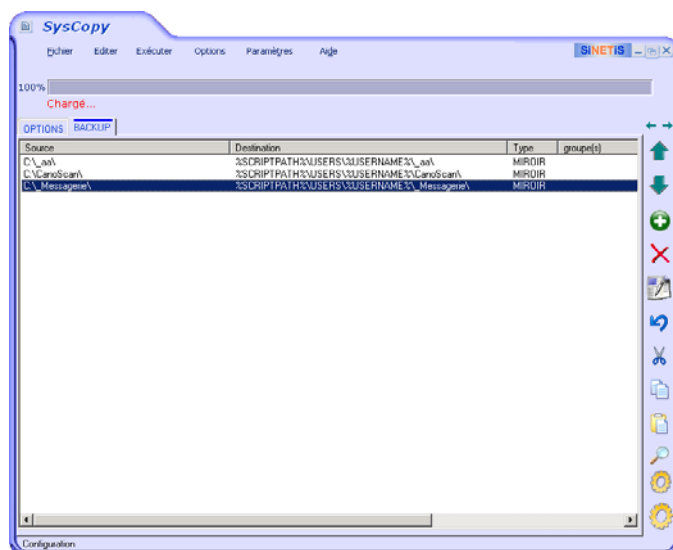 SysCopy
Fichier Editer Exécuter Options Paramètres Aide SiNETiS
100%
Chargé...
OPTIONS BACKUP
Source Destination Type groupe(s)
C:\_aa\ %SCRIPTPATH%\USERS\%USERNAME%\_aa\ MIROIR
C:\CanoScan\ %SCRIPTPATH%\USERS\%USERNAME%\CanoScan\ MIROIR
C:\_Messagerie\ %SCRIPTPATH%\USERS\%USERNAME%\_Messagerie\ MIROIR
Configuration